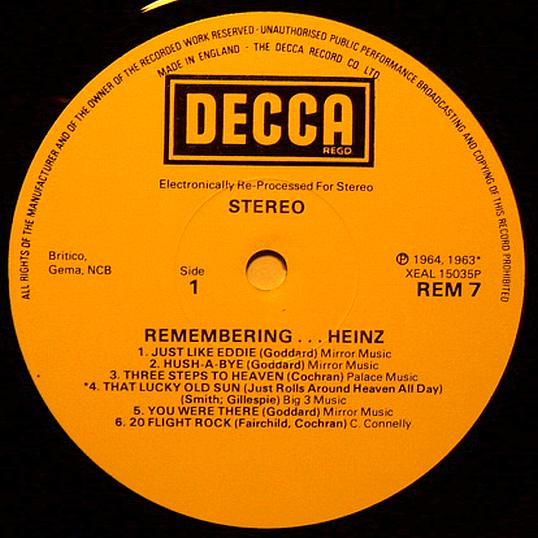 ALL RIGHTS OF THE MANUFACTURER AND OF THE OWNER OF THE RECORDED WORK RESERVED · UNAUTHORISED PUBLIC PERFORMANCE BROADCASTING AND COPYING OF THIS RECORD PROHIBITED
MADE IN ENGLAND · THE DECCA RECORD CO. LTD.
DECCA
REGD
Electronically Re-Processed For Stereo
STEREO
Britico,
Gema, NCB
Side
1
℗ 1964, 1963*
XEAL 15035P
REM 7
REMEMBERING . . . HEINZ
1. JUST LIKE EDDIE (Goddard) Mirror Music
2. HUSH-A-BYE (Goddard) Mirror Music
3. THREE STEPS TO HEAVEN (Cochran) Palace Music
*4. THAT LUCKY OLD SUN (Just Rolls Around Heaven All Day)
(Smith; Gillespie) Big 3 Music
5. YOU WERE THERE (Goddard) Mirror Music
6. 20 FLIGHT ROCK (Fairchild, Cochran) C. Connelly